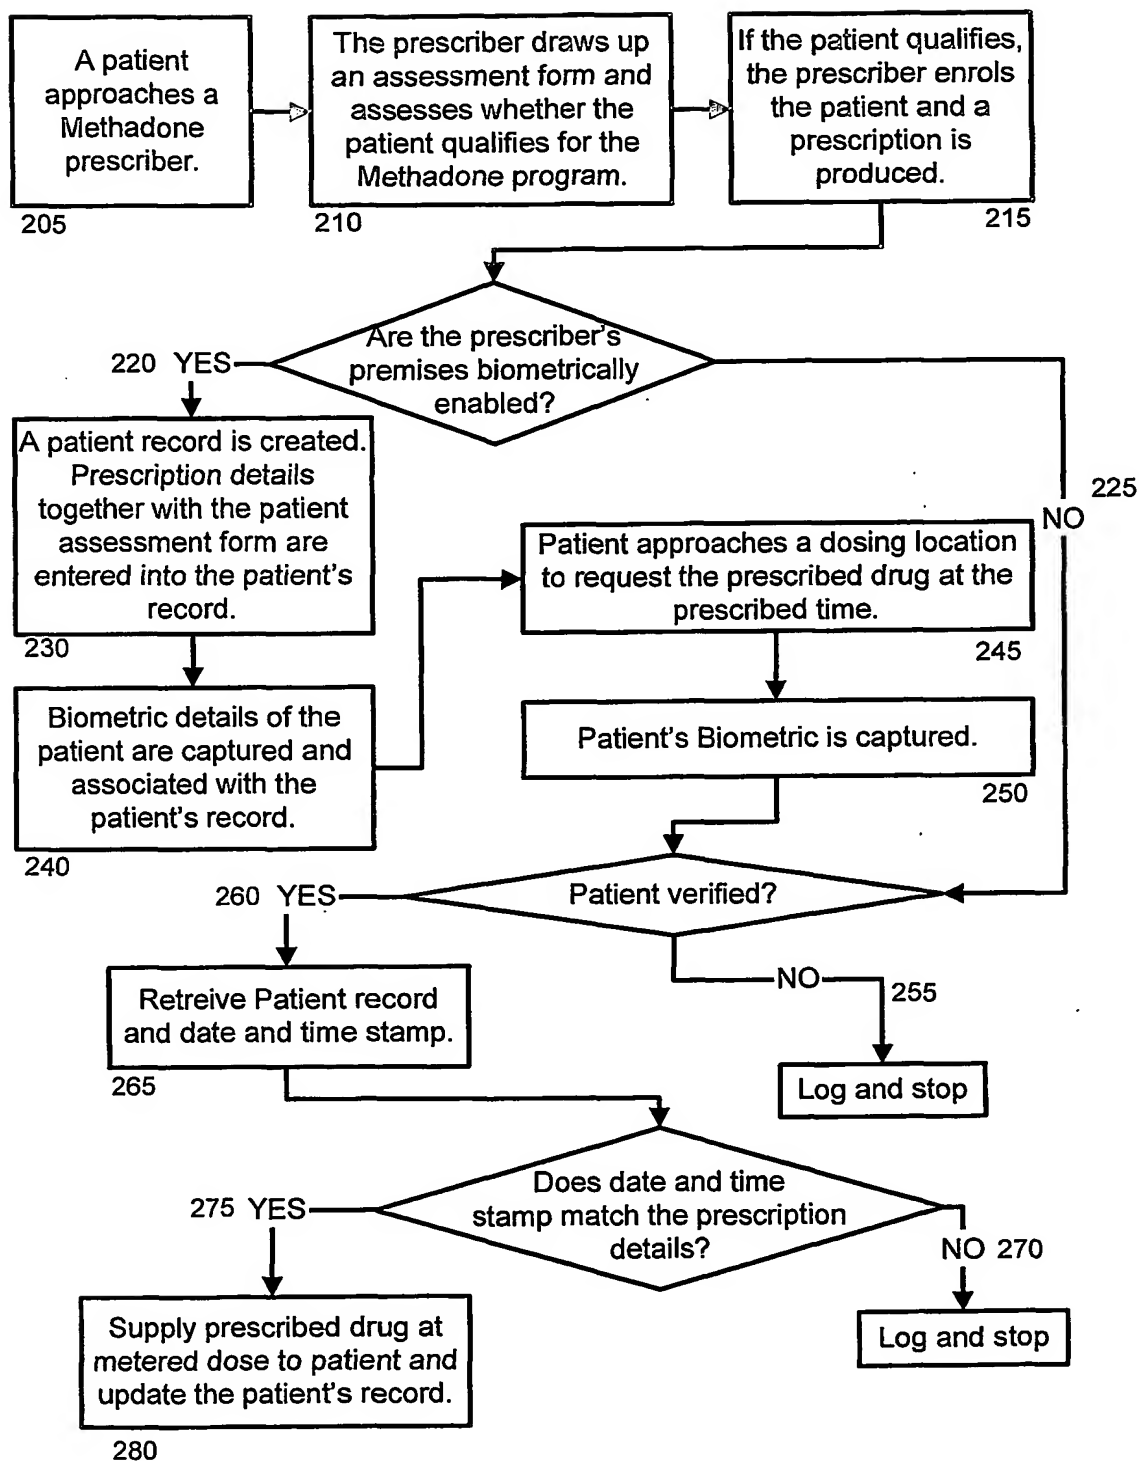 A patient
approaches a
Methadone
prescriber.
205
The prescriber draws up
an assessment form and
assesses whether the
patient qualifies for the
Methadone program.
210
If the patient qualifies,
the prescriber enrols
the patient and a
prescription is
produced.
215
Are the prescriber's
premises biometrically
enabled?
220 YES
225
NO
A patient record is created.
Prescription details
together with the patient
assessment form are
entered into the patient's
record.
230
Biometric details of the
patient are captured and
associated with the
patient's record.
240
Patient approaches a dosing location
to request the prescribed drug at the
prescribed time.
245
Patient's Biometric is captured.
250
Patient verified?
260 YES
NO
255
Log and stop
Retreive Patient record
and date and time stamp.
265
Does date and time
stamp match the prescription
details?
275 YES
NO 270
Log and stop
Supply prescribed drug at
metered dose to patient and
update the patient's record.
280